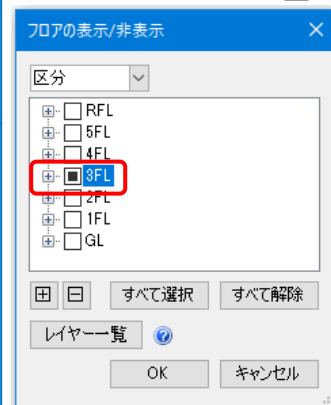 フロアの表示/非表示
区分
RFL
5FL
4FL
3FL
2FL
1FL
GL
すべて選択 すべて解除
レイヤー一覧
OK キャンセル